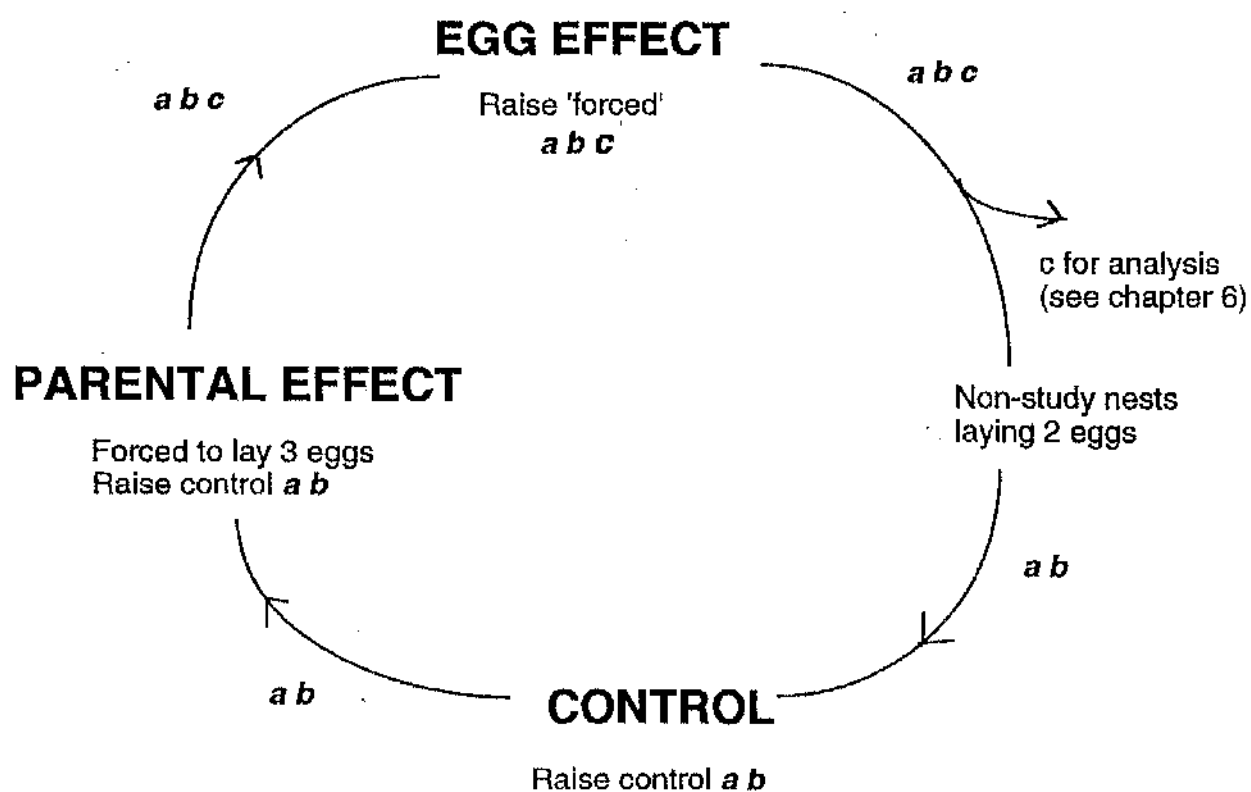 EGG EFFECT
a b c
a b c
Raise 'forced'
a b c
c for analysis
(see chapter 6)
PARENTAL EFFECT
Non-study nests
laying 2 eggs
Forced to lay 3 eggs
Raise control a b
a b
a b
CONTROL
Raise control a b